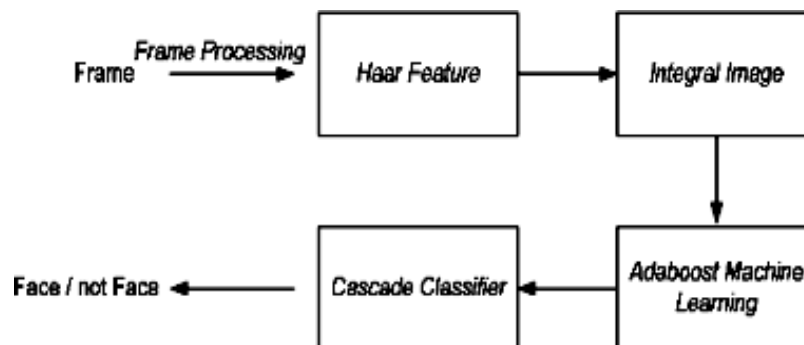 Frame Processing
Frame
Haar Feature
Integral Image
Adaboost Machine
Learning
Cascade Classifier
Face / not Face